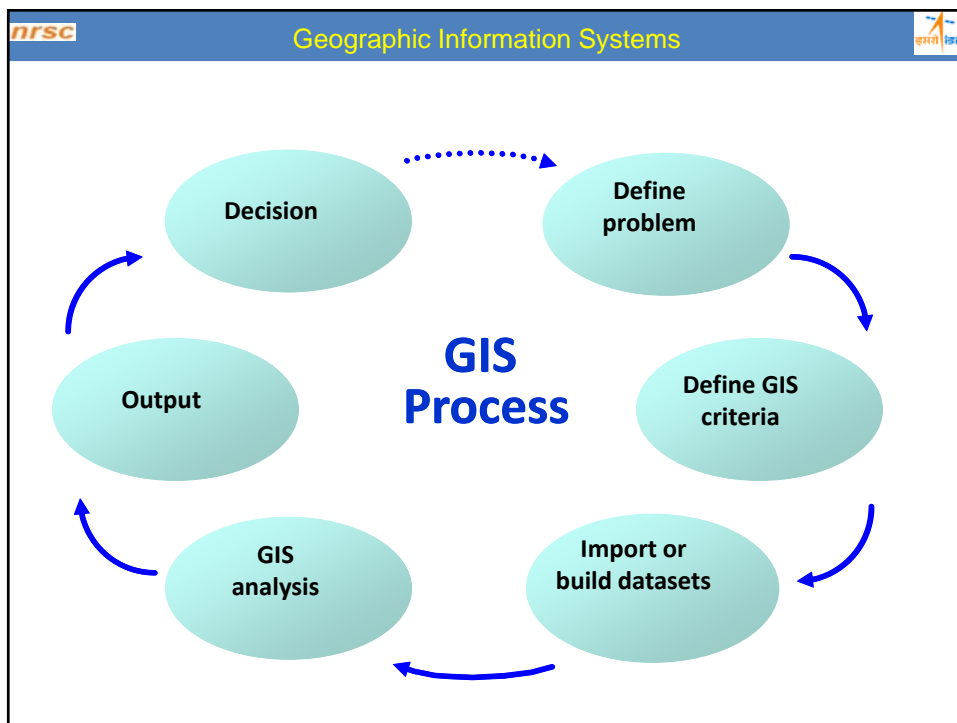 nrsc
Geographic Information Systems
इसरो
Decision
Define
problem
GIS
Process
Output
Define GIS
criteria
GIS
analysis
Import or
build datasets